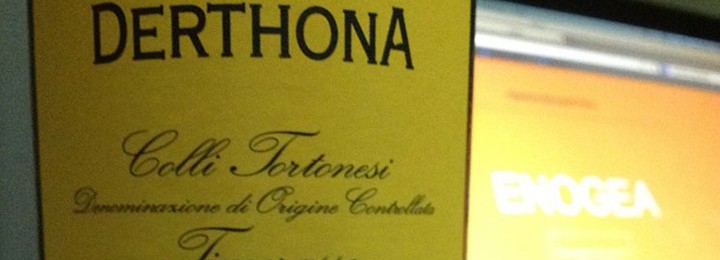 DERTHONA
Colli Tortonesi
Denominazione di Origine Controllata
ENOGEA